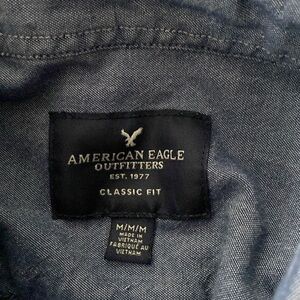 AMERICAN EAGLE
OUTFITTERS
EST. 1977
CLASSIC FIT
M/M/M
MADE IN
VIETNAM
FABRIQUÉ AU
VIETNAM